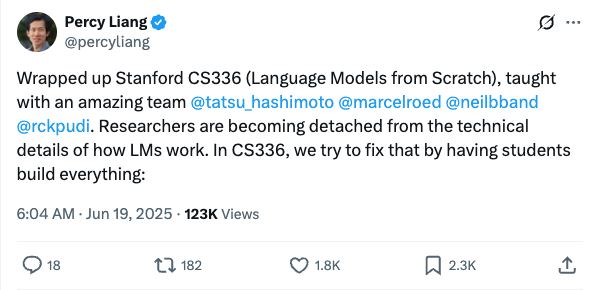 Percy Liang
@percyliang
Wrapped up Stanford CS336 (Language Models from Scratch), taught
with an amazing team @tatsu_hashimoto @marcelroed @neilbband
@rckpudi. Researchers are becoming detached from the technical
details of how LMs work. In CS336, we try to fix that by having students
build everything:
6:04 AM · Jun 19, 2025 · 123K Views
18 182 1.8K 2.3K